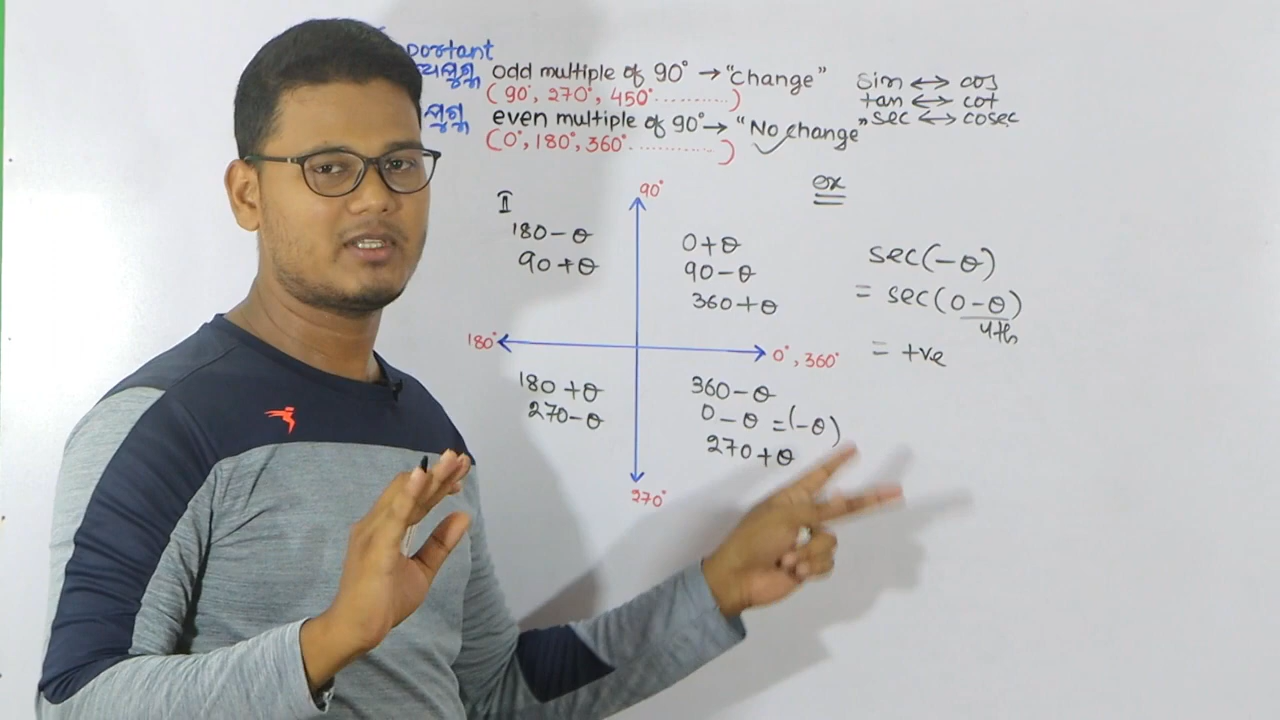 portant
ଅଯୁଗ୍ମ odd multiple of 90° → "change"
(90°, 270°, 450° ..........)
ଯୁଗ୍ମ even multiple of 90° → "No change"
(0°, 180°, 360° ..........)
sin ↔ cos
tan ↔ cot
sec ↔ cosec
ex
90°
II
180 - θ
90 + θ
0 + θ
90 - θ
360 + θ
180°
0°, 360°
180 + θ
270 - θ
360 - θ
0 - θ = (-θ)
270 + θ
270°
sec(-θ)
= sec(0 - θ)
4th
= +ve